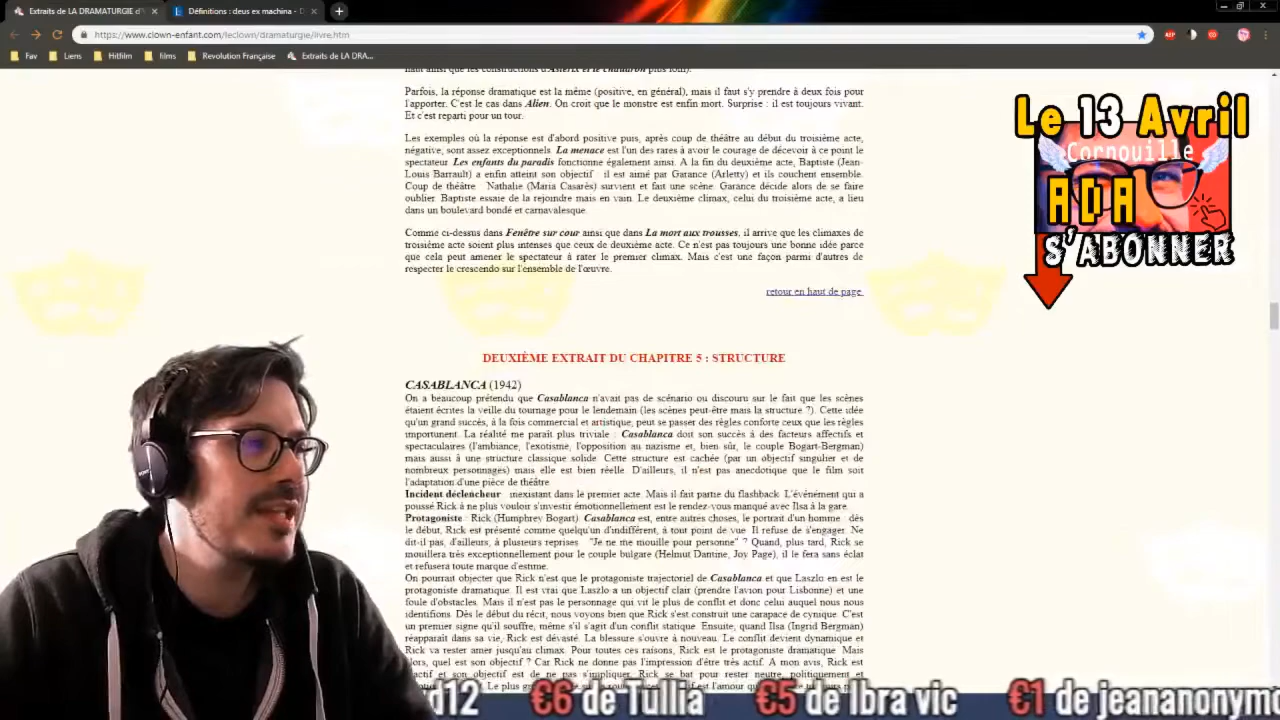 Extraits de LA DRAMATURGIE d'
Définitions : deux ex machina - D
https://www.clown-enfant.com/leclown/dramaturgie/livre.htm
Fav
Liens
Hitfilm
films
Revolution Française
Extraits de LA DRA...
haut ainsi que les constructions d'Astérix et le chaudron plus loin).
Parfois, la réponse dramatique est la même (positive, en général), mais il faut s'y prendre à deux fois pour
l'apporter. C'est le cas dans Alien. On croit que le monstre est enfin mort. Surprise : il est toujours vivant.
Et c'est reparti pour un tour.
Les exemples où la réponse est d'abord positive puis, après coup de théâtre au début du troisième acte,
négative, sont assez exceptionnels. La menace est l'un des rares à avoir le courage de décevoir à ce point le
spectateur. Les enfants du paradis fonctionne également ainsi. A la fin du deuxième acte, Baptiste (Jean-
Louis Barrault) a enfin atteint son objectif il est aimé par Garance (Arletty) et ils couchent ensemble.
Coup de théâtre Nathalie (Maria Casarès) survient et fait une scène. Garance décide alors de se faire
oublier. Baptiste essaie de la rejoindre mais en vain. Le deuxième climax, celui du troisième acte, a lieu
dans un boulevard bondé et carnavalesque.
Comme ci-dessus dans Fenêtre sur cour ainsi que dans La mort aux trousses, il arrive que les climaxes de
troisième acte soient plus intenses que ceux de deuxième acte. Ce n'est pas toujours une bonne idée parce
que cela peut amener le spectateur à rater le premier climax. Mais c'est une façon parmi d'autres de
respecter le crescendo sur l'ensemble de l'œuvre.
retour en haut de page
DEUXIÈME EXTRAIT DU CHAPITRE 5 : STRUCTURE
CASABLANCA (1942)
On a beaucoup prétendu que Casablanca n'avait pas de scénario ou discouru sur le fait que les scènes
étaient écrites la veille du tournage pour le lendemain (les scènes peut-être mais la structure ?). Cette idée
qu'un grand succès, à la fois commercial et artistique, peut se passer des règles conforte ceux que les règles
importunent. La réalité me paraît plus triviale : Casablanca doit son succès à des facteurs affectifs et
spectaculaires (l'ambiance, l'exotisme, l'opposition au nazisme et, bien sûr, le couple Bogart-Bergman)
mais aussi à une structure classique solide. Cette structure est cachée (par un objectif singulier et de
nombreux personnages) mais elle est bien réelle. D'ailleurs, il n'est pas anecdotique que le film soit
l'adaptation d'une pièce de théâtre
Incident déclencheur inexistant dans le premier acte. Mais il fait partie du flashback. L'événement qui a
poussé Rick à ne plus vouloir s'investir émotionnellement est le rendez-vous manqué avec Ilsa à la gare.
Protagoniste : Rick (Humphrey Bogart). Casablanca est, entre autres choses, le portrait d'un homme dès
le début, Rick est présenté comme quelqu'un d'indifférent, à tout point de vue. Il refuse de s'engager. Ne
dit-il pas, d'ailleurs, à plusieurs reprises "Je ne me mouille pour personne" ? Quand, plus tard, Rick se
mouillera très exceptionnellement pour le couple bulgare (Helmut Dantine, Joy Page), il le fera sans éclat
et refusera toute marque d'estime.
On pourrait objecter que Rick n'est que le protagoniste trajectoriel de Casablanca et que Laszlo en est le
protagoniste dramatique. Il est vrai que Laszlo a un objectif clair (prendre l'avion pour Lisbonne) et une
foule d'obstacles. Mais il n'est pas le personnage qui vit le plus de conflit et donc celui auquel nous nous
identifions. Dès le début du récit, nous voyons bien que Rick s'est construit une carapace de cynique. C'est
un premier signe qu'il souffre, même s'il s'agit d'un conflit statique. Ensuite, quand Ilsa (Ingrid Bergman)
réapparaît dans sa vie, Rick est dévasté. La blessure s'ouvre à nouveau. Le conflit devient dynamique et
Rick va rester amer jusqu'au climax. Pour toutes ces raisons, Rick est le protagoniste dramatique. Mais
alors, quel est son objectif ? Car Rick ne donne pas l'impression d'être très actif. A mon avis, Rick est
actif et son objectif est de ne pas s'impliquer. Rick se bat pour rester neutre, politiquement et
Le 13 Avril
Cornouille
ADA
S'ABONNER
d12 €6 de Tullia €5 de Ibra vic €1 de jeananonyme